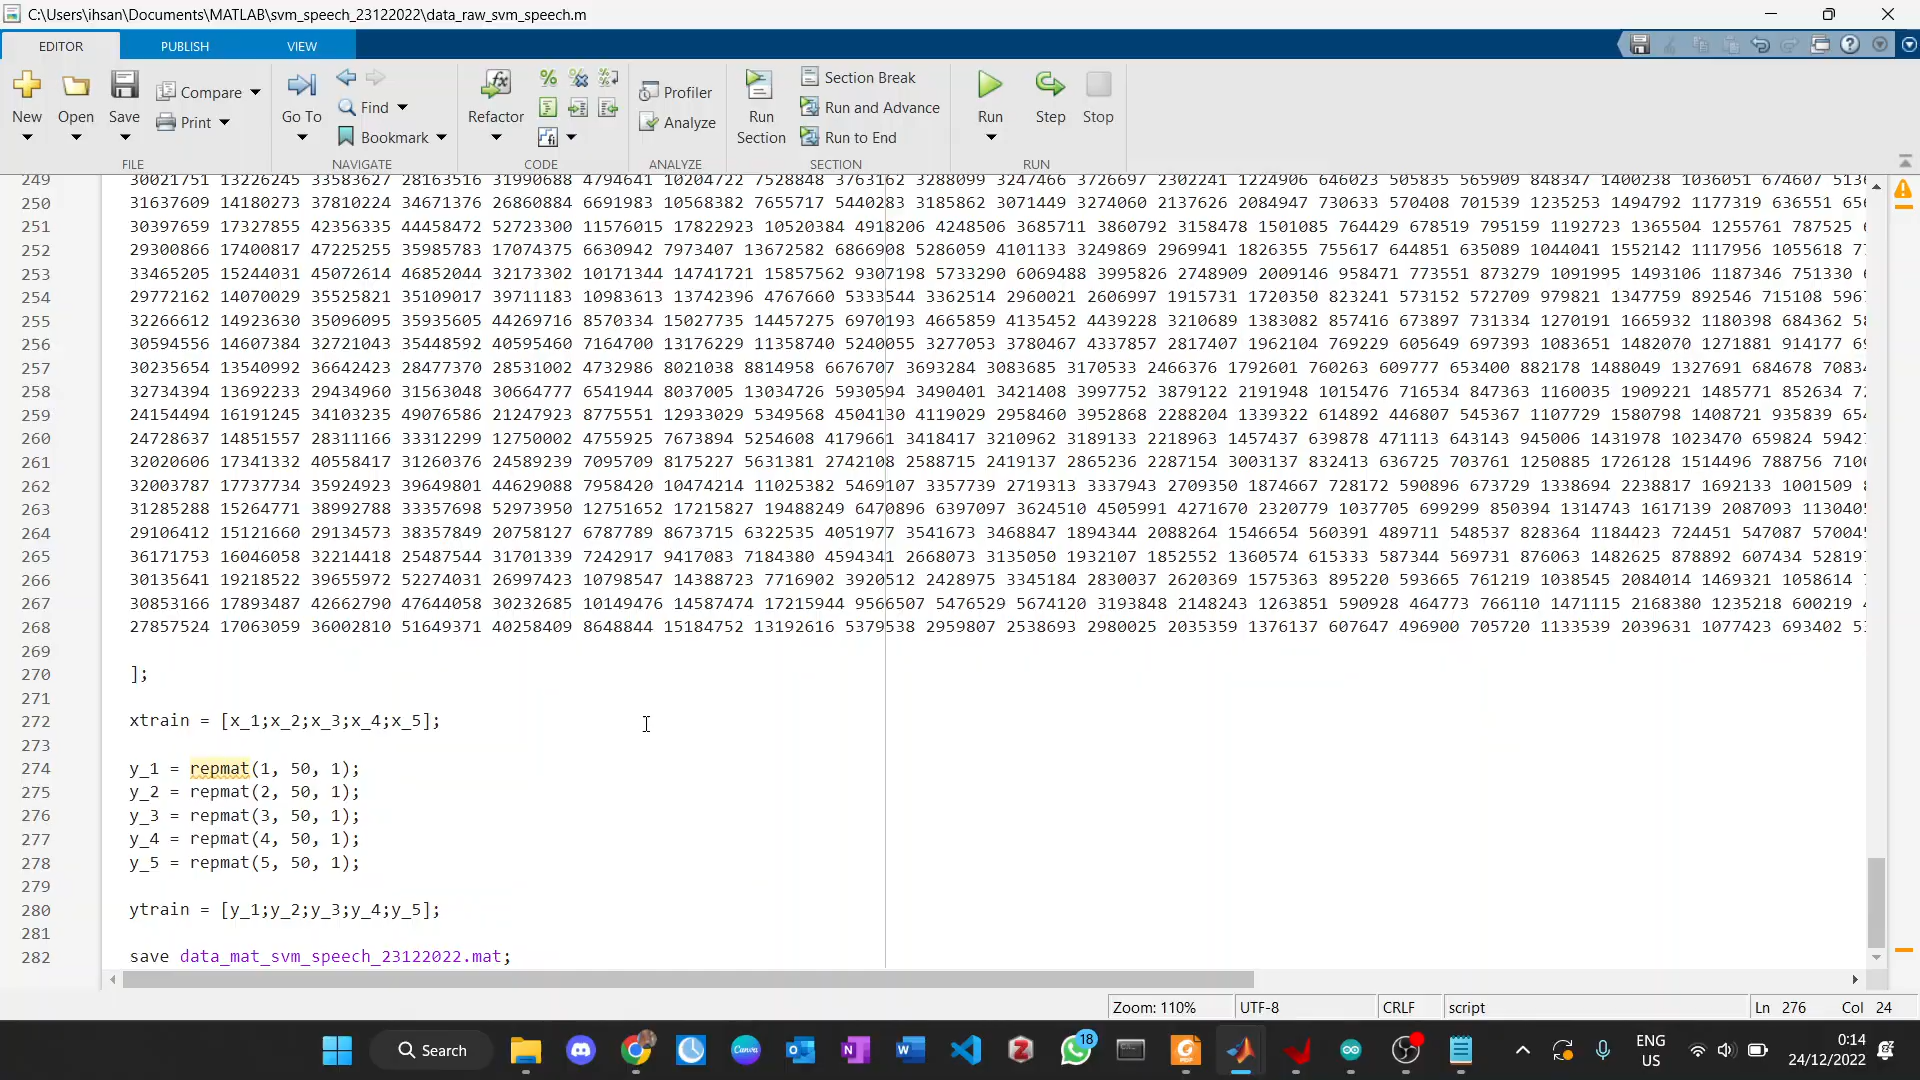 C:\Users\ihsan\Documents\MATLAB\svm_speech_23122022\data_raw_svm_speech.m
EDITOR PUBLISH VIEW
New Open Save Compare Print
FILE
Go To Find Bookmark
NAVIGATE
Refactor
CODE
Profiler
Analyze
ANALYZE
Run Section
Section Break
Run and Advance
Run to End
SECTION
Run Step Stop
RUN
249 30021751 13226245 33583627 28163516 31990688 4794641 10204722 7528848 3763162 3288099 3247466 3726697 2302241 1224906 646023 505835 565909 848347 1400238 1036051 674607
250 31637609 14180273 37810224 34671376 26860884 6691983 10568382 7655717 5440283 3185862 3071449 3274060 2137626 2084947 730633 570408 701539 1235253 1494792 1177319 636551
251 30397659 17327855 42356335 44458472 52723300 11576015 17822923 10520384 4918206 4248506 3685711 3860792 3158478 1501085 764429 678519 795159 1192723 1365504 1255761 787525
252 29300866 17400817 47225255 35985783 17074375 6630942 7973407 13672582 6866908 5286059 4101133 3249869 2969941 1826355 755617 644851 635089 1044041 1552142 1117956 1055618
253 33465205 15244031 45072614 46852044 32173302 10171344 14741721 15857562 9307198 5733290 6069488 3995826 2748909 2009146 958471 773551 873279 1091995 1493106 1187346 751330
254 29772162 14070029 35525821 35109017 39711183 10983613 13742396 4767660 5333544 3362514 2960021 2606997 1915731 1720350 823241 573152 572709 979821 1347759 892546 715108
255 32266612 14923630 35096095 35935605 44269716 8570334 15027735 14457275 6970193 4665859 4135452 4439228 3210689 1383082 857416 673897 731334 1270191 1665932 1180398 684362
256 30594556 14607384 32721043 35448592 40595460 7164700 13176229 11358740 5240055 3277053 3780467 4337857 2817407 1962104 769229 605649 697393 1083651 1482070 1271881 914177
257 30235654 13540992 36642423 28477370 28531002 4732986 8021038 8814958 6676707 3693284 3083685 3170533 2466376 1792601 760263 609777 653400 882178 1488049 1327691 684678
258 32734394 13692233 29434960 31563048 30664777 6541944 8037005 13034726 5930594 3490401 3421408 3997752 3879122 2191948 1015476 716534 847363 1160035 1909221 1485771 852634
259 24154494 16191245 34103235 49076586 21247923 8775551 12933029 5349568 4504130 4119029 2958460 3952868 2288204 1339322 614892 446807 545367 1107729 1580798 1408721 935839
260 24728637 14851557 28311166 33312299 12750002 4755925 7673894 5254608 4179661 3418417 3210962 3189133 2218963 1457437 639878 471113 643143 945006 1431978 1023470 659824
261 32020606 17341332 40558417 31260376 24589239 7095709 8175227 5631381 2742108 2588715 2419137 2865236 2287154 3003137 832413 636725 703761 1250885 1726128 1514496 788756
262 32003787 17737734 35924923 39649801 44629088 7958420 10474214 11025382 5469107 3357739 2719313 3337943 2709350 1874667 728172 590896 673729 1338694 2238817 1692133 1001509
263 31285288 15264771 38992788 33357698 52973950 12751652 17215827 19488249 6470896 6397097 3624510 4505991 4271670 2320779 1037705 699299 850394 1314743 1617139 2087093
264 29106412 15121660 29134573 38357849 20758127 6787789 8673715 6322535 4051977 3541673 3468847 1894344 2088264 1546654 560391 489711 548537 828364 1184423 724451 547087
265 36171753 16046058 32214418 25487544 31701339 7242917 9417083 7184380 4594341 2668073 3135050 1932107 1852552 1360574 615333 587344 569731 876063 1482625 878892 607434
266 30135641 19218522 39655972 52274031 26997423 10798547 14388723 7716902 3920512 2428975 3345184 2830037 2620369 1575363 895220 593665 761219 1038545 2084014 1469321 1058614
267 30853166 17893487 42662790 47644058 30232685 10149476 14587474 17215944 9566507 5476529 5674120 3193848 2148243 1263851 590928 464773 766110 1471115 2168380 1235218 600219
268 27857524 17063059 36002810 51649371 40258409 8648844 15184752 13192616 5379538 2959807 2538693 2980025 2035359 1376137 607647 496900 705720 1133539 2039631 1077423 693402
269
270 ];
271
272 xtrain = [x_1;x_2;x_3;x_4;x_5];
273
274 y_1 = repmat(1, 50, 1);
275 y_2 = repmat(2, 50, 1);
276 y_3 = repmat(3, 50, 1);
277 y_4 = repmat(4, 50, 1);
278 y_5 = repmat(5, 50, 1);
279
280 ytrain = [y_1;y_2;y_3;y_4;y_5];
281
282 save data_mat_svm_speech_23122022.mat;
Zoom: 110% UTF-8 CRLF script Ln 276 Col 24
Search
18
ENG
US
0:14
24/12/2022